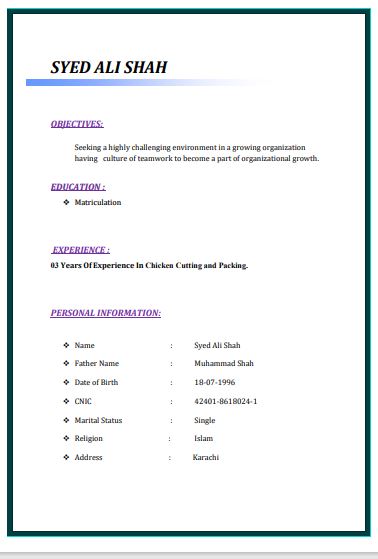 SYED ALI SHAH
OBJECTIVES:
Seeking a highly challenging environment in a growing organization
having culture of teamwork to become a part of organizational growth.
EDUCATION :
❖ Matriculation
EXPERIENCE :
03 Years Of Experience In Chicken Cutting and Packing.
PERSONAL INFORMATION:
❖ Name : Syed Ali Shah
❖ Father Name : Muhammad Shah
❖ Date of Birth : 18-07-1996
❖ CNIC : 42401-8618024-1
❖ Marital Status : Single
❖ Religion : Islam
❖ Address : Karachi